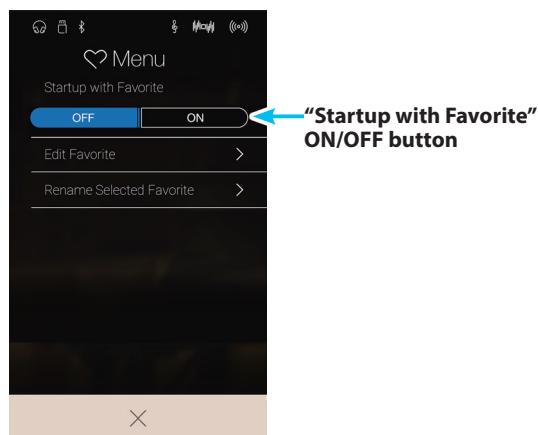 Menu
Startup with Favorite
OFF ON
“Startup with Favorite”
ON/OFF button
Edit Favorite
Rename Selected Favorite